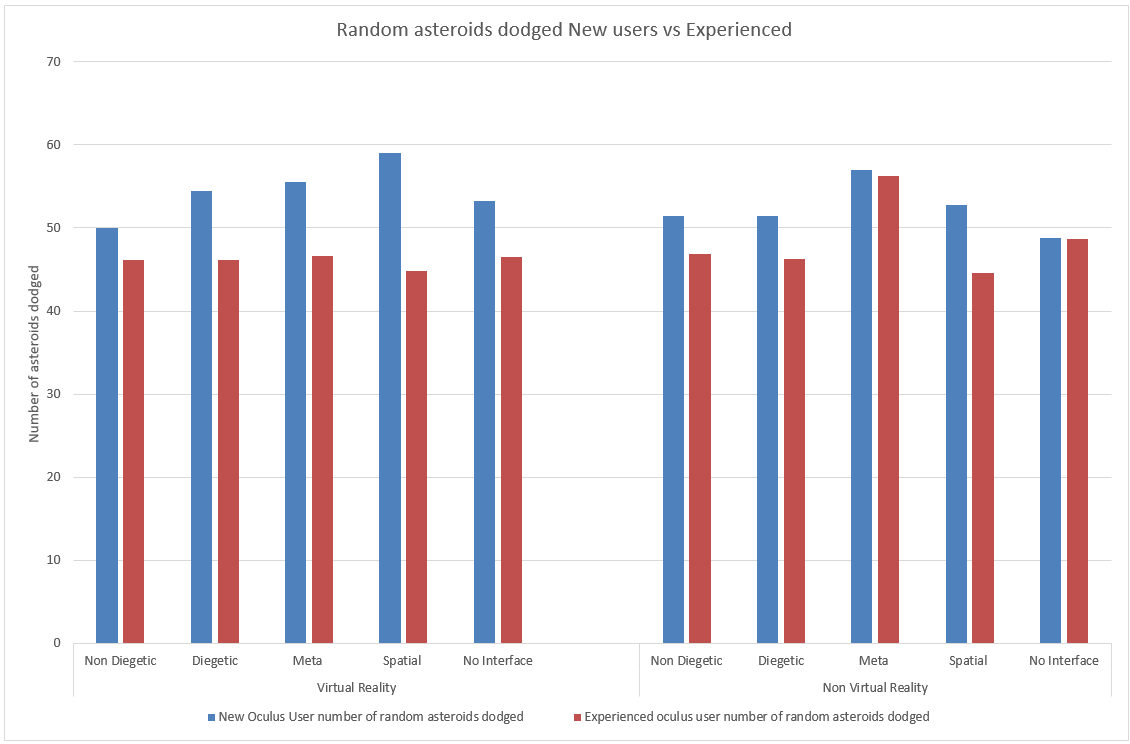 Random asteroids dodged New users vs Experienced
70
60
50
40
30
20
10
0
Number of asteroids dodged
Non Diegetic Diegetic Meta Spatial No Interface Non Diegetic Diegetic Meta Spatial No Interface
Virtual Reality Non Virtual Reality
New Oculus User number of random asteroids dodged Experienced oculus user number of random asteroids dodged